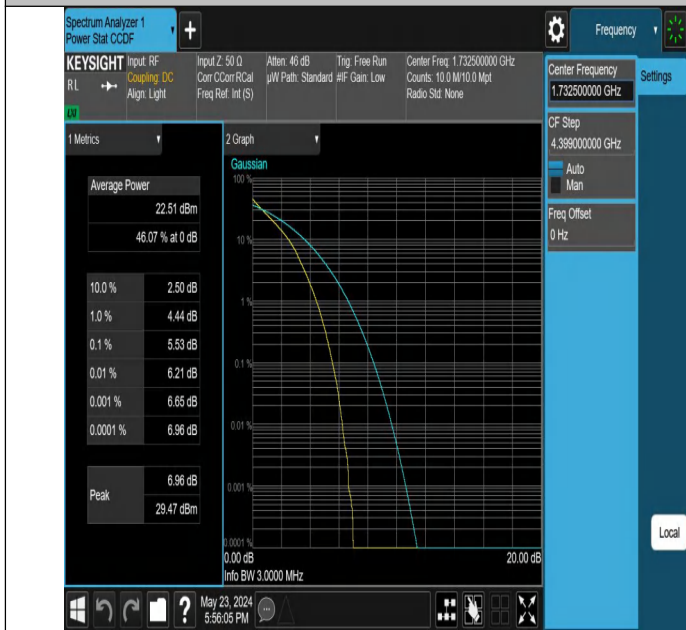 Spectrum Analyzer 1
Power Stat CCDF
+
Frequency
KEYSIGHT
RL
LXI
Input: RF
Coupling: DC
Align: Light
Input Z: 50 Ω
Corr CCorr RCal
Freq Ref: Int (S)
Atten: 46 dB
µW Path: Standard
Trig: Free Run
#IF Gain: Low
Center Freq: 1.732500000 GHz
Counts: 10.0 M/10.0 Mpt
Radio Std: None
Center Frequency
1.732500000 GHz
Settings
CF Step
4.399000000 GHz
Auto
Man
Freq Offset
0 Hz
Local
1 Metrics
Average Power
22.51 dBm
46.07 % at 0 dB
10.0 % 2.50 dB
1.0 % 4.44 dB
0.1 % 5.53 dB
0.01 % 6.21 dB
0.001 % 6.65 dB
0.0001 % 6.96 dB
Peak
6.96 dB
29.47 dBm
2 Graph
Gaussian
100 %
10 %
1 %
0.1 %
0.01 %
0.001 %
0.0001 %
0.00 dB
20.00 dB
Info BW 3.0000 MHz
?
May 23, 2024
5:56:05 PM